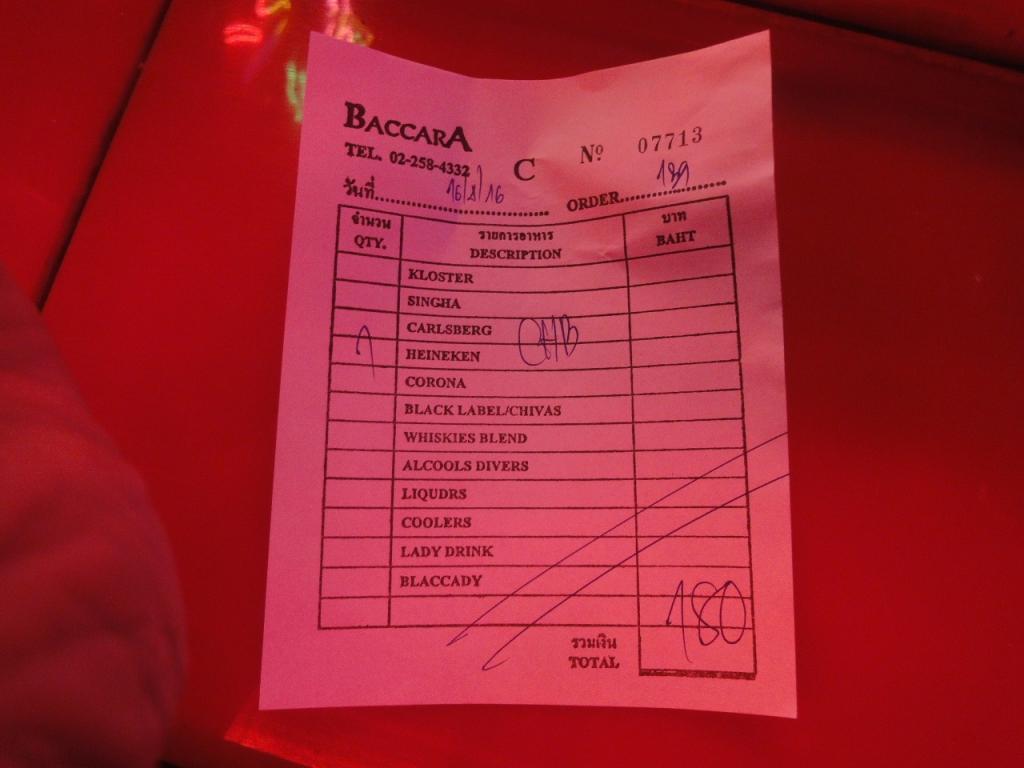 BACCARA
TEL. 02-258-4332 C Nº 07713
วันที่ 16/8/16 ORDER 189
จำนวน รายการอาหาร บาท
QTY. DESCRIPTION BAHT
KLOSTER
SINGHA
CARLSBERG
1 HEINEKEN
CORONA
BLACK LABEL/CHIVAS
WHISKIES BLEND
ALCOOLS DIVERS
LIQUDRS
COOLERS
LADY DRINK
BLACCADY
รวมเงิน 180
TOTAL